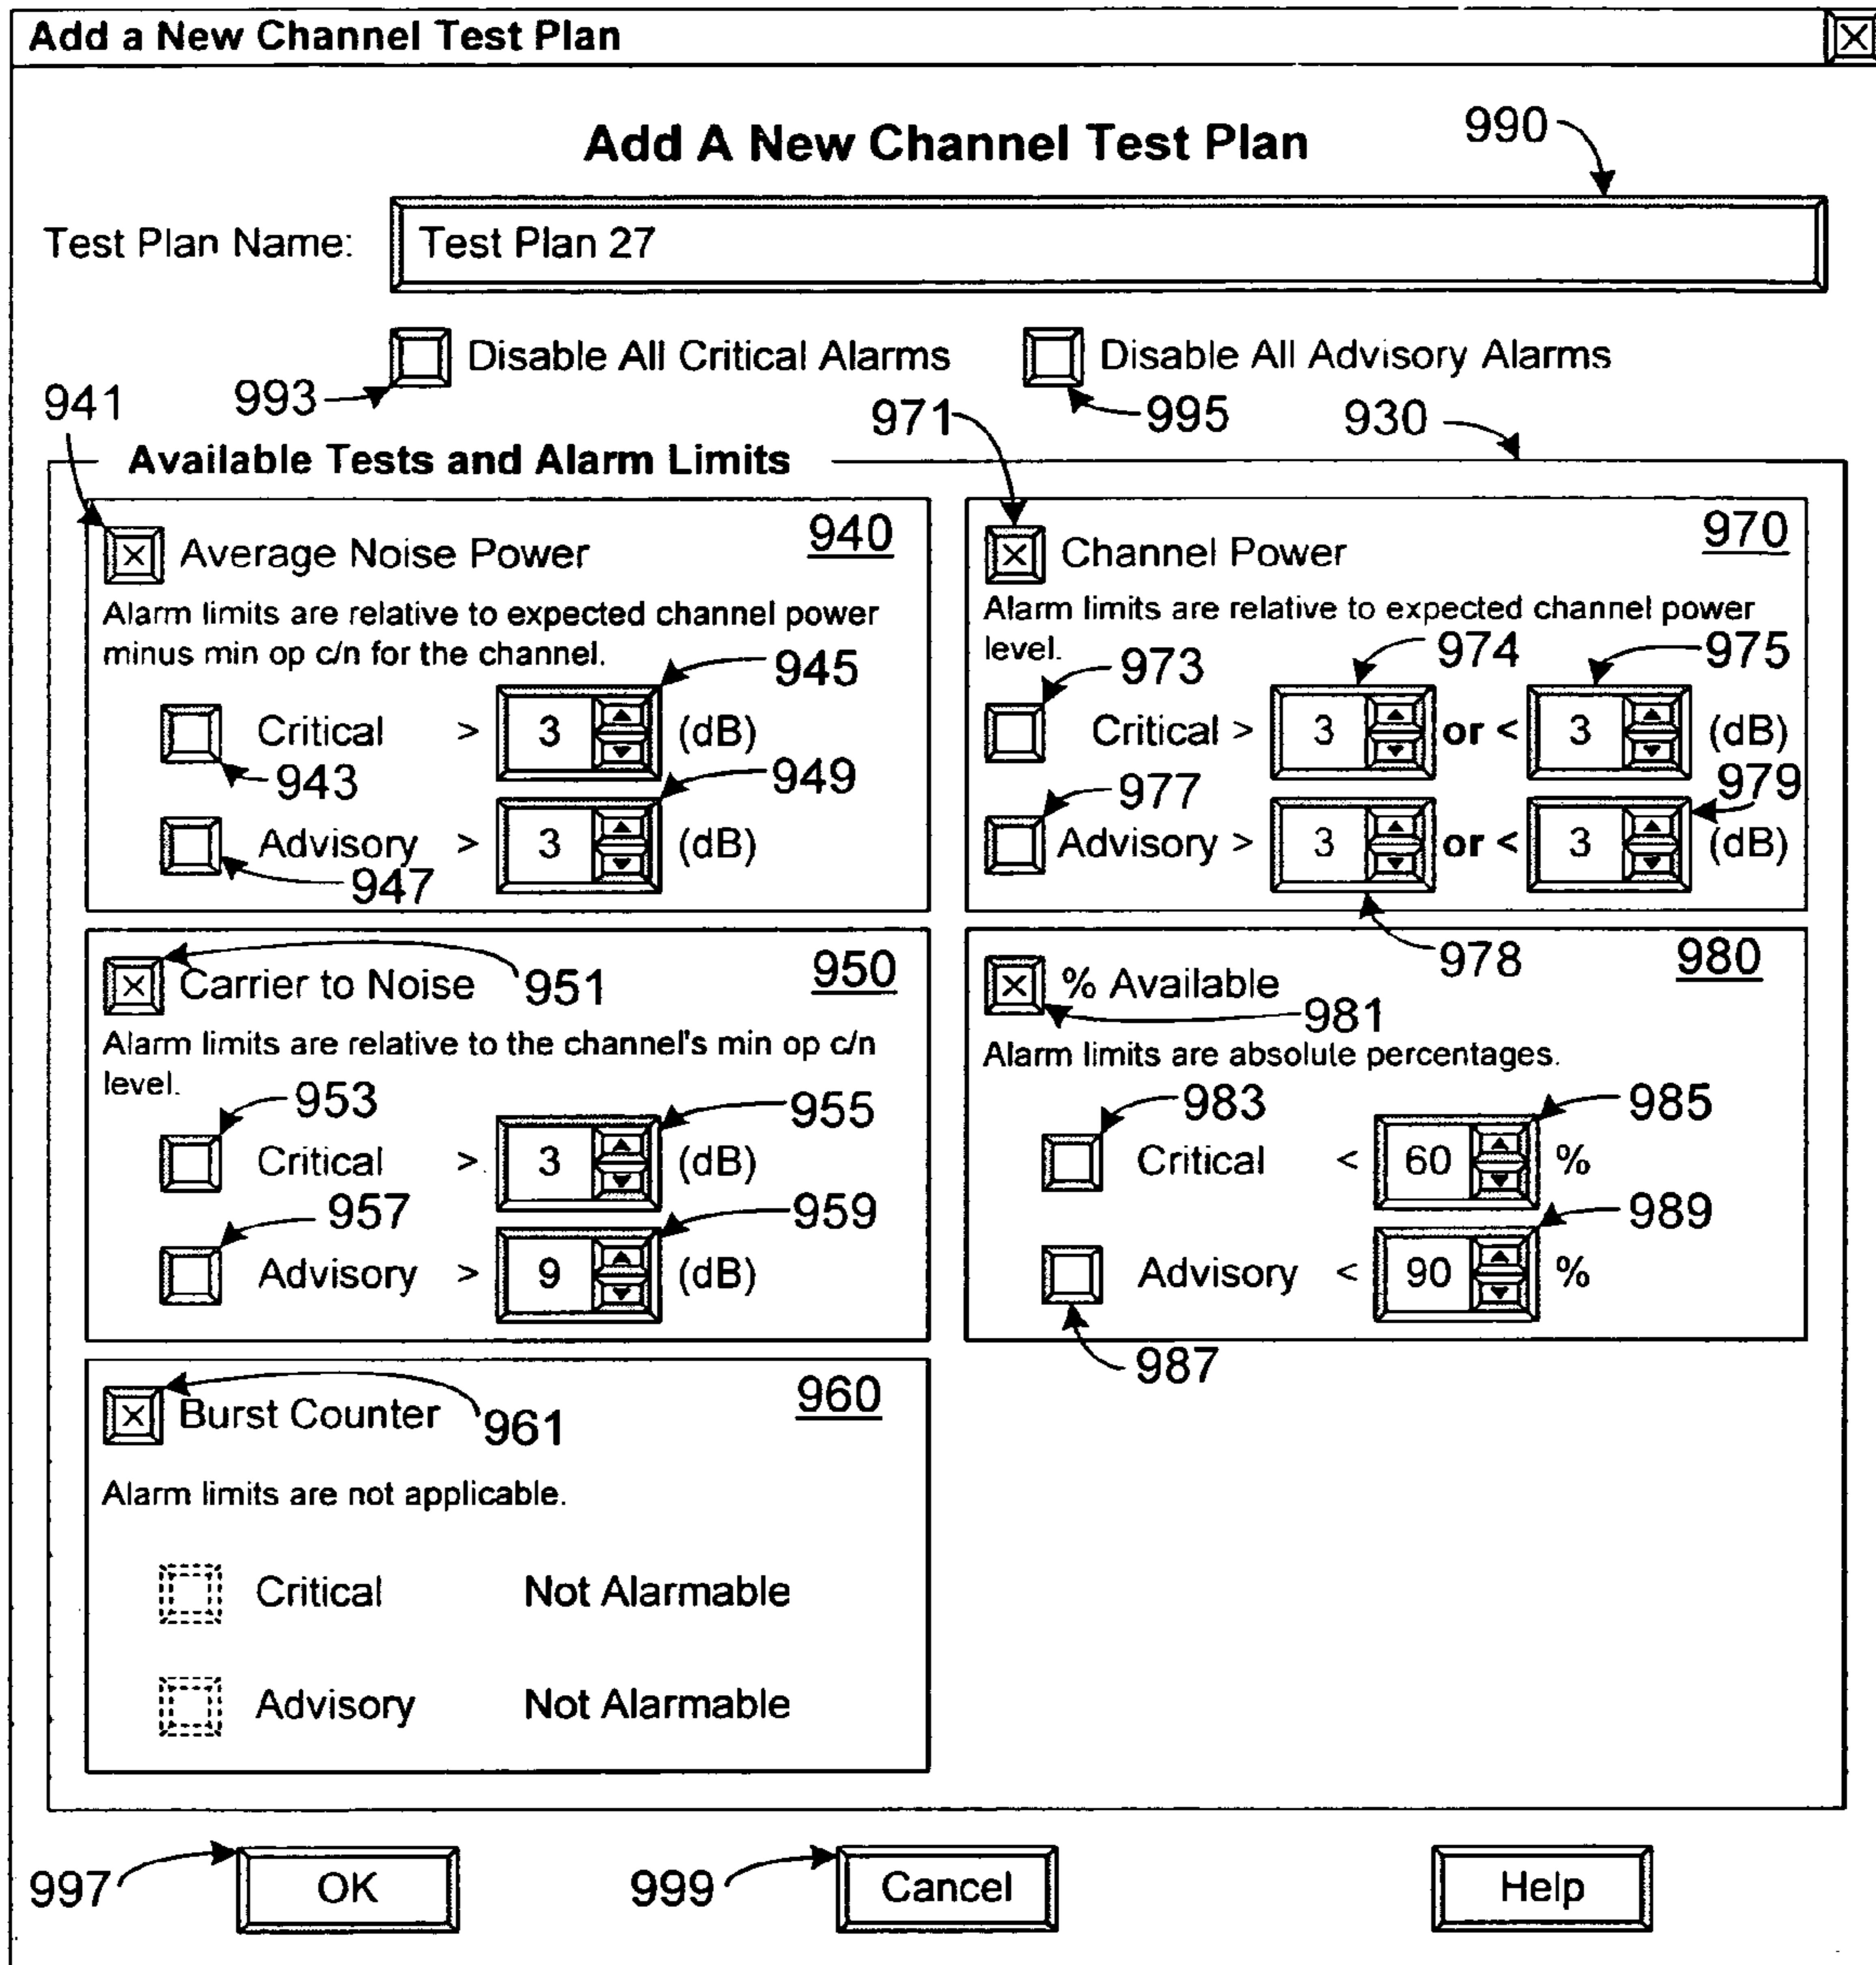 Add a New Channel Test Plan
Add A New Channel Test Plan
990
Test Plan Name: Test Plan 27
Disable All Critical Alarms Disable All Advisory Alarms
941 993 971 995 930
Available Tests and Alarm Limits
Average Noise Power 940
Alarm limits are relative to expected channel power
minus min op c/n for the channel.
945
Critical > 3 (dB)
943 949
Advisory > 3 (dB)
947
Channel Power 970
Alarm limits are relative to expected channel power
level. 973 974 975
Critical > 3 or < 3 (dB)
977 979
Advisory > 3 or < 3 (dB)
978
Carrier to Noise 951 950
Alarm limits are relative to the channel's min op c/n
level.
953 955
Critical > 3 (dB)
957 959
Advisory > 9 (dB)
% Available 981 980
Alarm limits are absolute percentages.
983 985
Critical < 60 %
989
Advisory < 90 %
987
Burst Counter 961 960
Alarm limits are not applicable.
Critical Not Alarmable
Advisory Not Alarmable
997 OK 999 Cancel Help